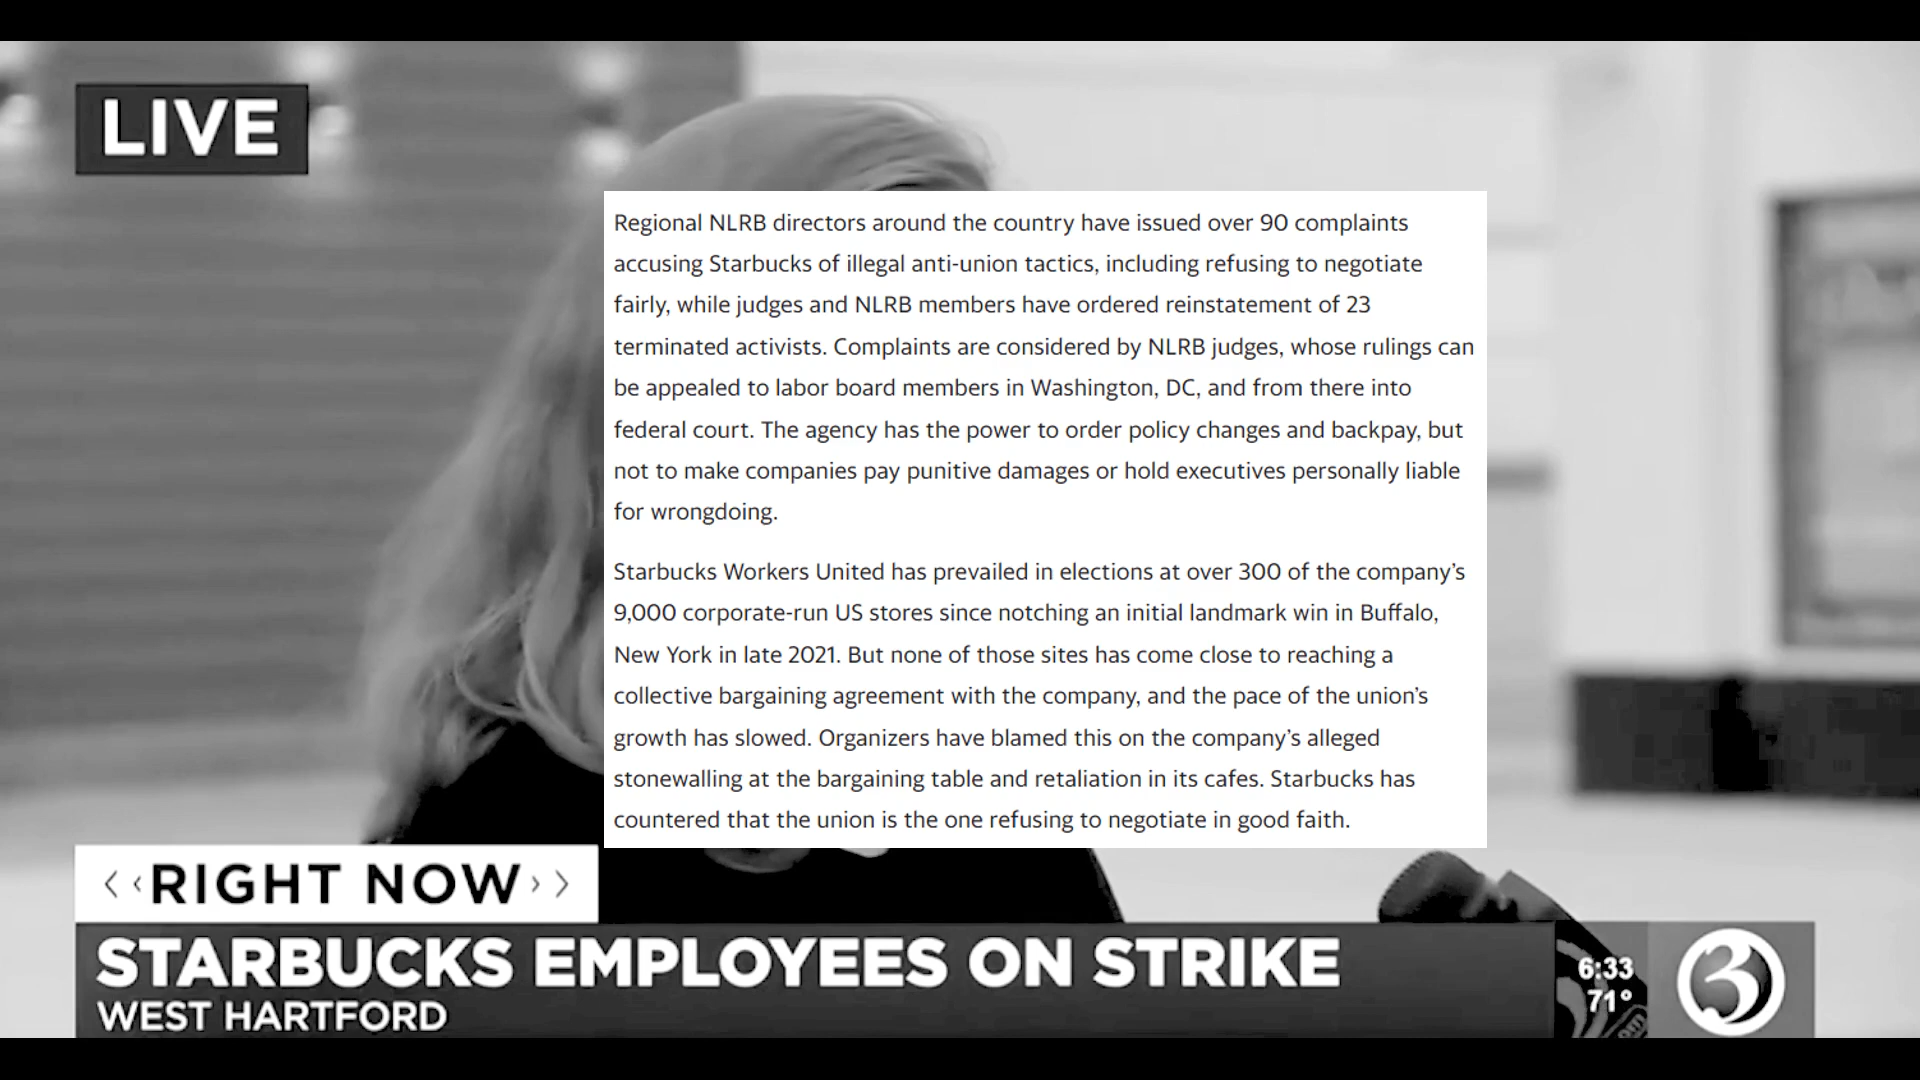 LIVE
Regional NLRB directors around the country have issued over 90 complaints
accusing Starbucks of illegal anti-union tactics, including refusing to negotiate
fairly, while judges and NLRB members have ordered reinstatement of 23
terminated activists. Complaints are considered by NLRB judges, whose rulings can
be appealed to labor board members in Washington, DC, and from there into
federal court. The agency has the power to order policy changes and backpay, but
not to make companies pay punitive damages or hold executives personally liable
for wrongdoing.
Starbucks Workers United has prevailed in elections at over 300 of the company’s
9,000 corporate-run US stores since notching an initial landmark win in Buffalo,
New York in late 2021. But none of those sites has come close to reaching a
collective bargaining agreement with the company, and the pace of the union’s
growth has slowed. Organizers have blamed this on the company’s alleged
stonewalling at the bargaining table and retaliation in its cafes. Starbucks has
countered that the union is the one refusing to negotiate in good faith.
‹ ‹ RIGHT NOW › ›
STARBUCKS EMPLOYEES ON STRIKE
WEST HARTFORD
6:33
71°
3